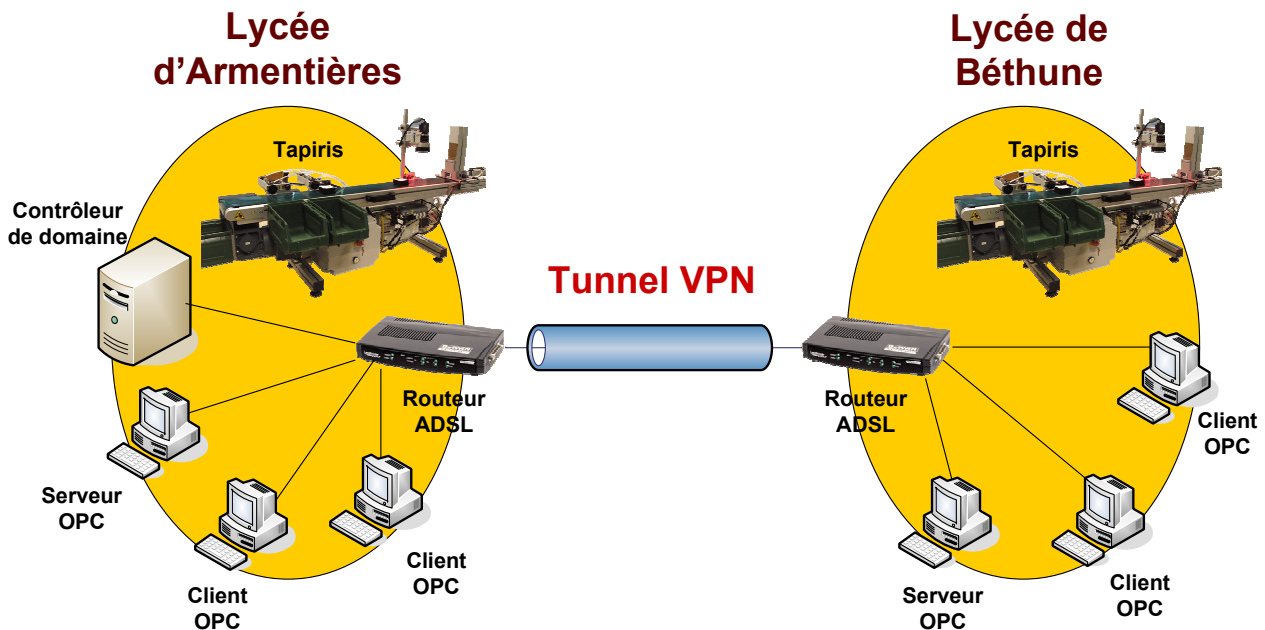 Lycée
d'Armentières
Lycée de
Béthune
Tapiris
Tapiris
Contrôleur
de domaine
Tunnel VPN
Routeur
ADSL
Routeur
ADSL
Serveur
OPC
Client
OPC
Client
OPC
Client
OPC
Serveur
OPC
Client
OPC